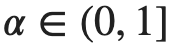 α ∈ (0, 1]